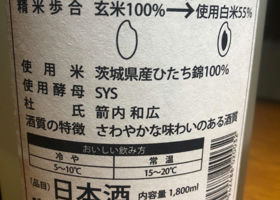 精米歩合 玄米100%→使用白米55%
使用米 茨城県産ひたち錦100%
使用酵母 SYS
杜氏 箭内和広
酒質の特徴 さわやかな味わいのある酒質
おいしい飲み方
冷や 常温
5～10℃ 15～20℃
[品目] 日本酒 内容量 1,800ml